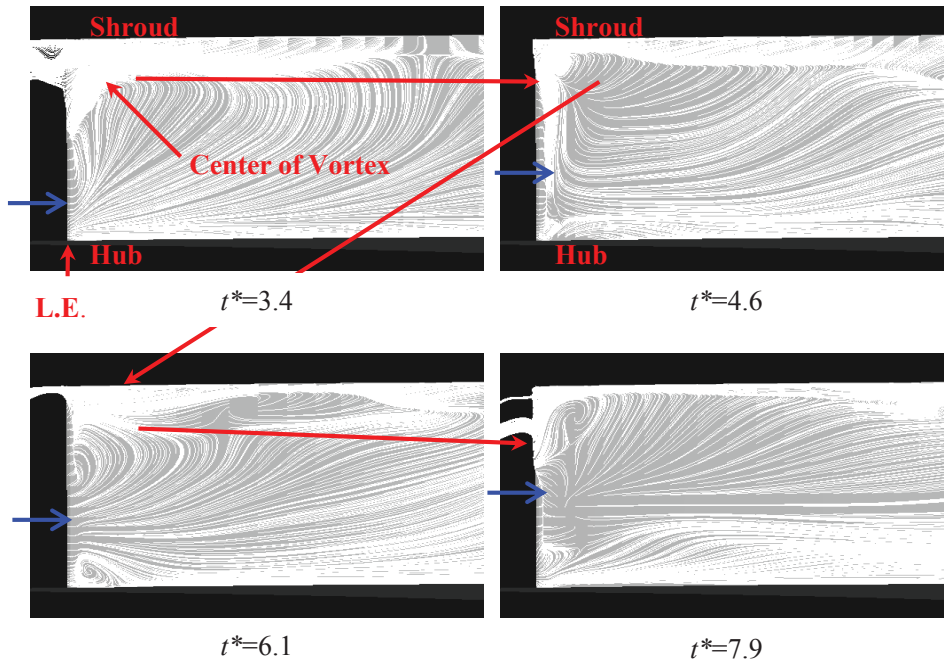 Shroud
Shroud
Center of Vortex
Hub
Hub
L.E.
t*=3.4
t*=4.6
t*=6.1
t*=7.9